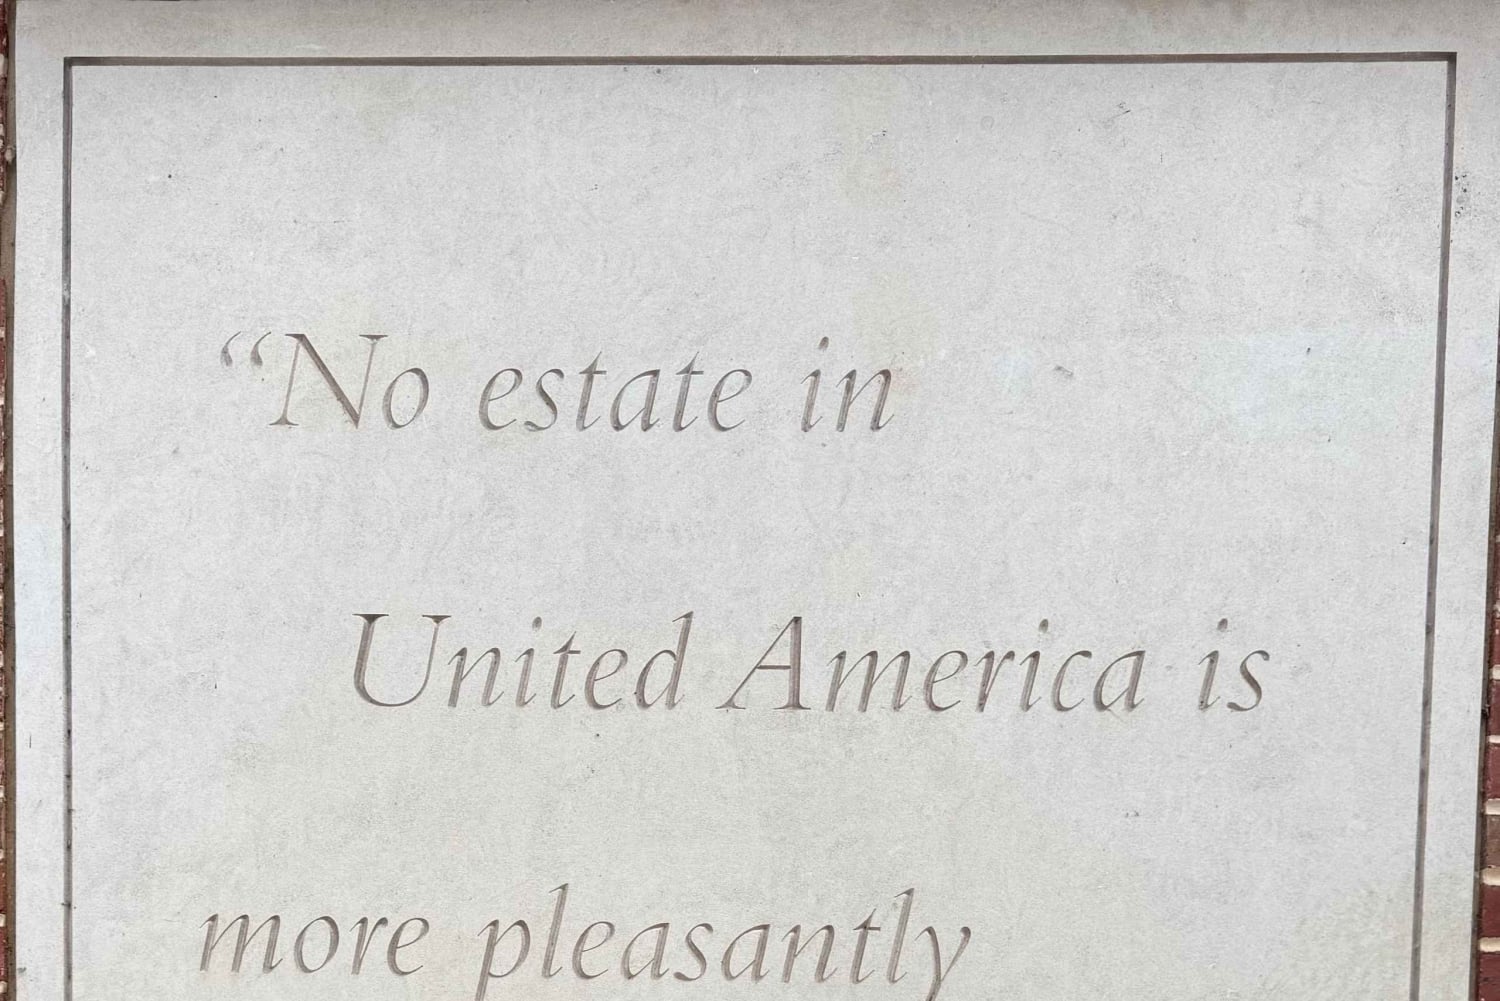 “No estate in
United America is
more pleasantly